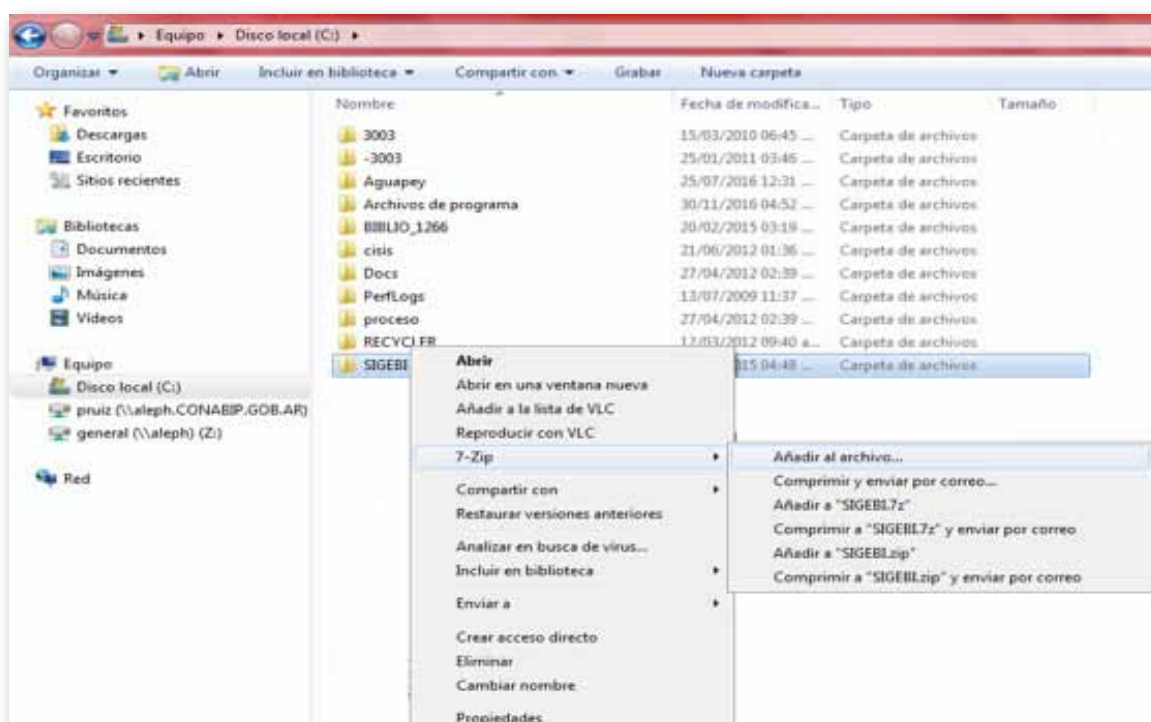 Equipo ▸ Disco local (C:) ▸
Organizar Abrir Incluir en biblioteca Compartir con Grabar Nueva carpeta
Favoritos
Descargas
Escritorio
Sitios recientes
Bibliotecas
Documentos
Imágenes
Música
Vídeos
Equipo
Disco local (C:)
pruiz (\\aleph.CONABIP.GOB.AR)
general (\\aleph) (Z:)
Red
Nombre Fecha de modifica... Tipo Tamaño
3003 15/03/2010 06:45 ... Carpeta de archivos
-3003 25/01/2011 03:46 ... Carpeta de archivos
Aguapey 25/07/2016 12:31 ... Carpeta de archivos
Archivos de programa 30/11/2016 04:52 ... Carpeta de archivos
BIBLIO_1266 20/02/2015 03:19 ... Carpeta de archivos
cisis 21/06/2012 01:36 ... Carpeta de archivos
Docs 27/04/2012 02:39 ... Carpeta de archivos
PerfLogs 13/07/2009 11:37 ... Carpeta de archivos
proceso 27/04/2012 02:39 ... Carpeta de archivos
RECYCLER 12/03/2012 09:40 a... Carpeta de archivos
SIGEBI 15 04:48 ... Carpeta de archivos
Abrir
Abrir en una ventana nueva
Añadir a la lista de VLC
Reproducir con VLC
7-Zip
Compartir con
Restaurar versiones anteriores
Analizar en busca de virus...
Incluir en biblioteca
Enviar a
Crear acceso directo
Eliminar
Cambiar nombre
Propiedades
Añadir al archivo...
Comprimir y enviar por correo...
Añadir a "SIGEBI.7z"
Comprimir a "SIGEBI.7z" y enviar por correo
Añadir a "SIGEBI.zip"
Comprimir a "SIGEBI.zip" y enviar por correo